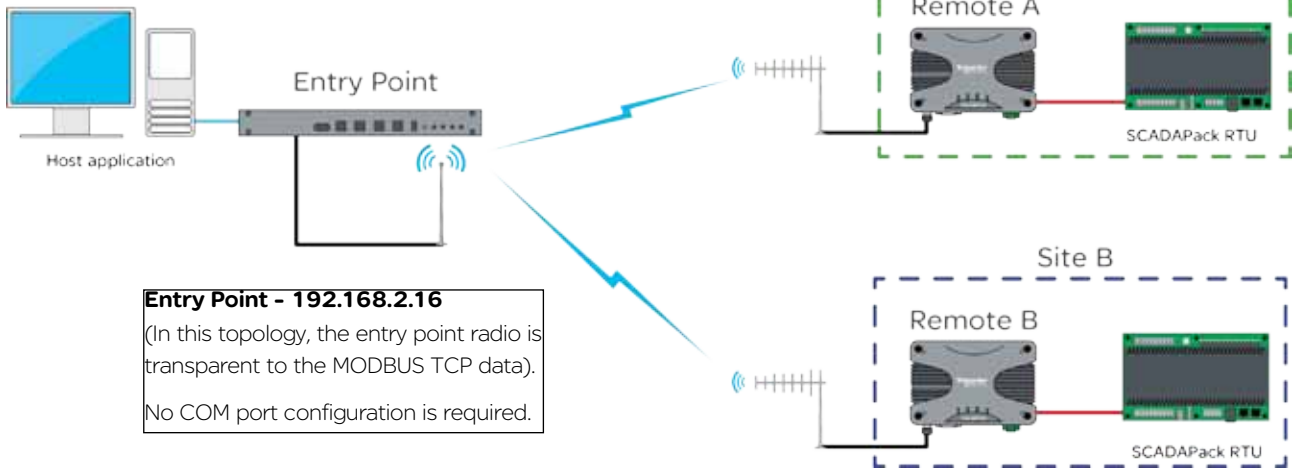 Remote A
Entry Point
Host application
SCADAPack RTU
Site B
Entry Point - 192.168.2.16
(In this topology, the entry point radio is
transparent to the MODBUS TCP data).
No COM port configuration is required.
Remote B
SCADAPack RTU